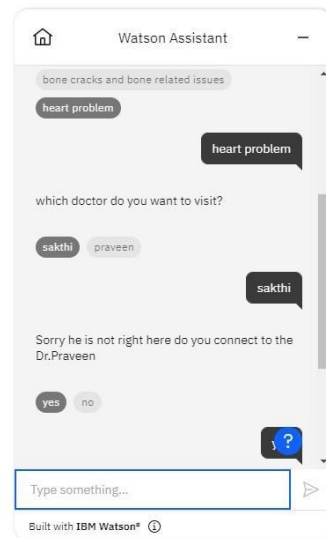 Watson Assistant
bone cracks and bone related issues
heart problem
heart problem
which doctor do you want to visit?
sakthi praveen
sakthi
Sorry he is not right here do you connect to the
Dr.Praveen
yes no
?
Type something...
Built with IBM Watson®